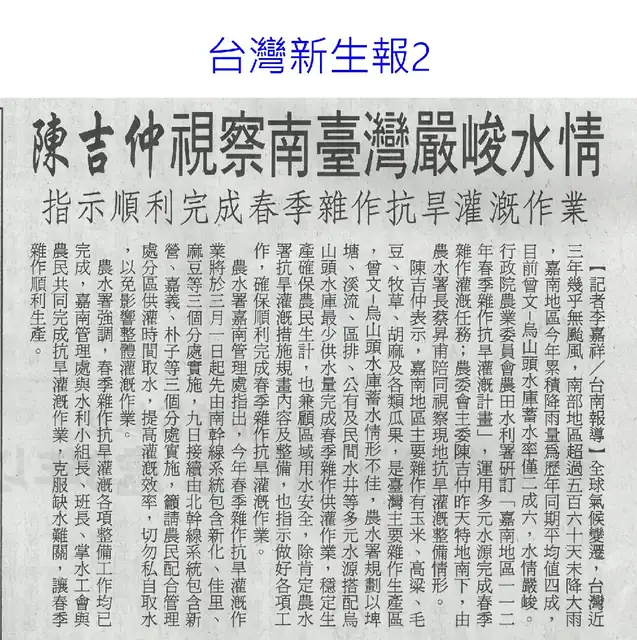 台灣新生報2
陳吉仲視察南臺灣嚴峻水情
指示順利完成春季雜作抗旱灌溉作業
【記者李嘉祥/台南報導】全球氣候變遷,台灣近
三年幾乎無颱風,南部地區超過五百六十天未降大雨
,嘉南地區今年累積降雨量為歷年同期平均值四成,
目前曾文-烏山頭水庫蓄水率僅二成六,水情嚴峻。
行政院農業委員會農田水利署研訂「嘉南地區一一二
年春季雜作抗旱灌溉計畫」,運用多元水源完成春季
雜作灌溉任務;農委會主委陳吉仲昨天特地南下,由
農水署長蔡昇甫陪同視察現地抗旱灌溉整備情形。
陳吉仲表示,嘉南地區主要雜作有玉米、高粱、毛
豆、牧草、胡麻及各類瓜果,是臺灣主要雜作生產區
,曾文-烏山頭水庫蓄水情形不佳,農水署規劃以埤
塘、溪流、區排、公有及民間水井等多元水源搭配烏
山頭水庫最少供水量完成春季雜作供灌作業,穩定生
產確保農民生計,也兼顧區域用水安全,除肯定農水
署抗旱灌溉措施規畫內容及整備,也指示做好各項工
作,確保順利完成春季雜作抗旱灌溉作業。
農水署嘉南管理處指出,今年春季雜作抗旱灌溉作
業將於三月一日起先由南幹線系統包含新化、佳里、
麻豆等三個分處實施,九日接續由北幹線系統包含新
營、嘉義、朴子等三個分處實施,籲請農民配合管理
處分區供灌時間取水,提高灌溉效率,切勿私自取水
,以免影響整體灌溉作業。
農水署強調,春季雜作抗旱灌溉各項整備工作均已
完成,嘉南管理處與水利小組長、班長、掌水工會與
農民共同完成抗旱灌溉作業,克服缺水難關,讓春季
雜作順利生產。